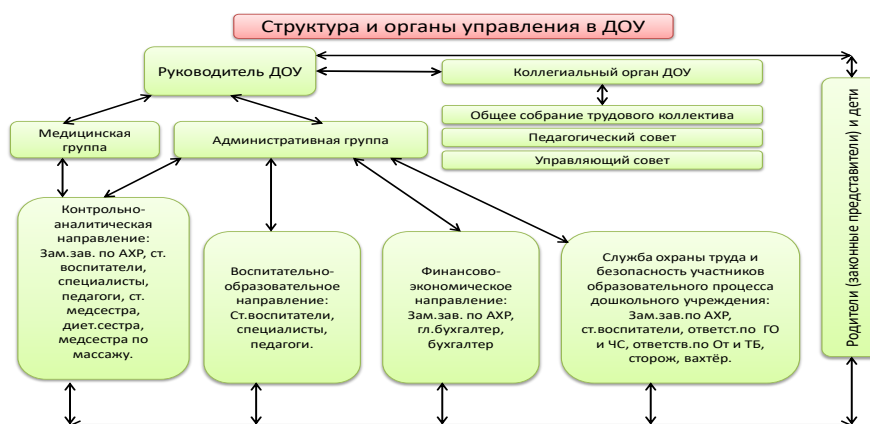 Структура и органы управления в ДОУ
Руководитель ДОУ
Коллегиальный орган ДОУ
Общее собрание трудового коллектива
Педагогический совет
Управляющий совет
Медицинская
группа
Административная группа
Родители (законные представители) и дети
Контрольно-
аналитическая
направление:
Зам.зав. по АХР, ст.
воспитатели,
специалисты,
педагоги, ст.
медсестра,
диет.сестра,
медсестра по
массажу.
Воспитательно-
образовательное
направление:
Ст.воспитатели,
специалисты,
педагоги.
Финансово-
экономическое
направление:
Зам.зав. по АХР,
гл.бухгалтер,
бухгалтер
Служба охраны труда и
безопасность участников
образовательного процесса
дошкольного учреждения:
Зам.зав.по АХР,
ст.воспитатели, ответст.по ГО
и ЧС, ответств.по От и ТБ,
сторож, вахтёр.